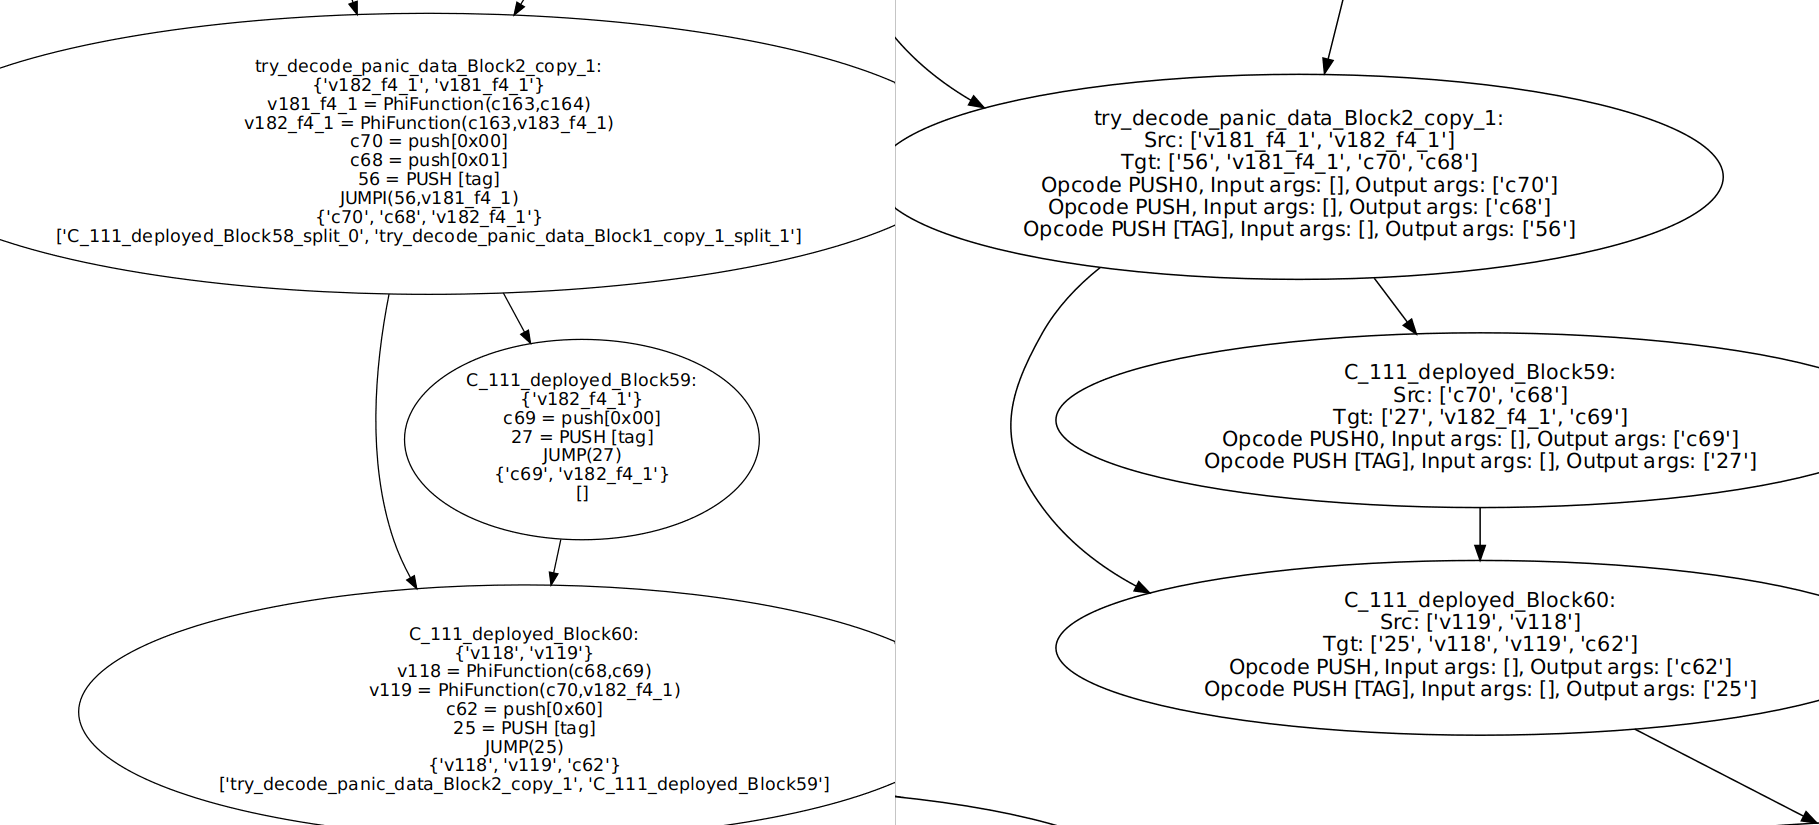 try_decode_panic_data_Block2_copy_1:
{'v182_f4_1', 'v181_f4_1'}
v181_f4_1 = PhiFunction(c163,c164)
v182_f4_1 = PhiFunction(c163,v183_f4_1)
c70 = push[0x00]
c68 = push[0x01]
56 = PUSH [tag]
JUMPI(56,v181_f4_1)
{'c70', 'c68', 'v182_f4_1'}
['C_111_deployed_Block58_split_0', 'try_decode_panic_data_Block1_copy_1_split_1']
C_111_deployed_Block59:
{'v182_f4_1'}
c69 = push[0x00]
27 = PUSH [tag]
JUMP(27)
{'c69', 'v182_f4_1'}
[]
C_111_deployed_Block60:
{'v118', 'v119'}
v118 = PhiFunction(c68,c69)
v119 = PhiFunction(c70,v182_f4_1)
c62 = push[0x60]
25 = PUSH [tag]
JUMP(25)
{'v118', 'v119', 'c62'}
['try_decode_panic_data_Block2_copy_1', 'C_111_deployed_Block59']
try_decode_panic_data_Block2_copy_1:
Src: ['v181_f4_1', 'v182_f4_1']
Tgt: ['56', 'v181_f4_1', 'c70', 'c68']
Opcode PUSH0, Input args: [], Output args: ['c70']
Opcode PUSH, Input args: [], Output args: ['c68']
Opcode PUSH [TAG], Input args: [], Output args: ['56']
C_111_deployed_Block59:
Src: ['c70', 'c68']
Tgt: ['27', 'v182_f4_1', 'c69']
Opcode PUSH0, Input args: [], Output args: ['c69']
Opcode PUSH [TAG], Input args: [], Output args: ['27']
C_111_deployed_Block60:
Src: ['v119', 'v118']
Tgt: ['25', 'v118', 'v119', 'c62']
Opcode PUSH, Input args: [], Output args: ['c62']
Opcode PUSH [TAG], Input args: [], Output args: ['25']